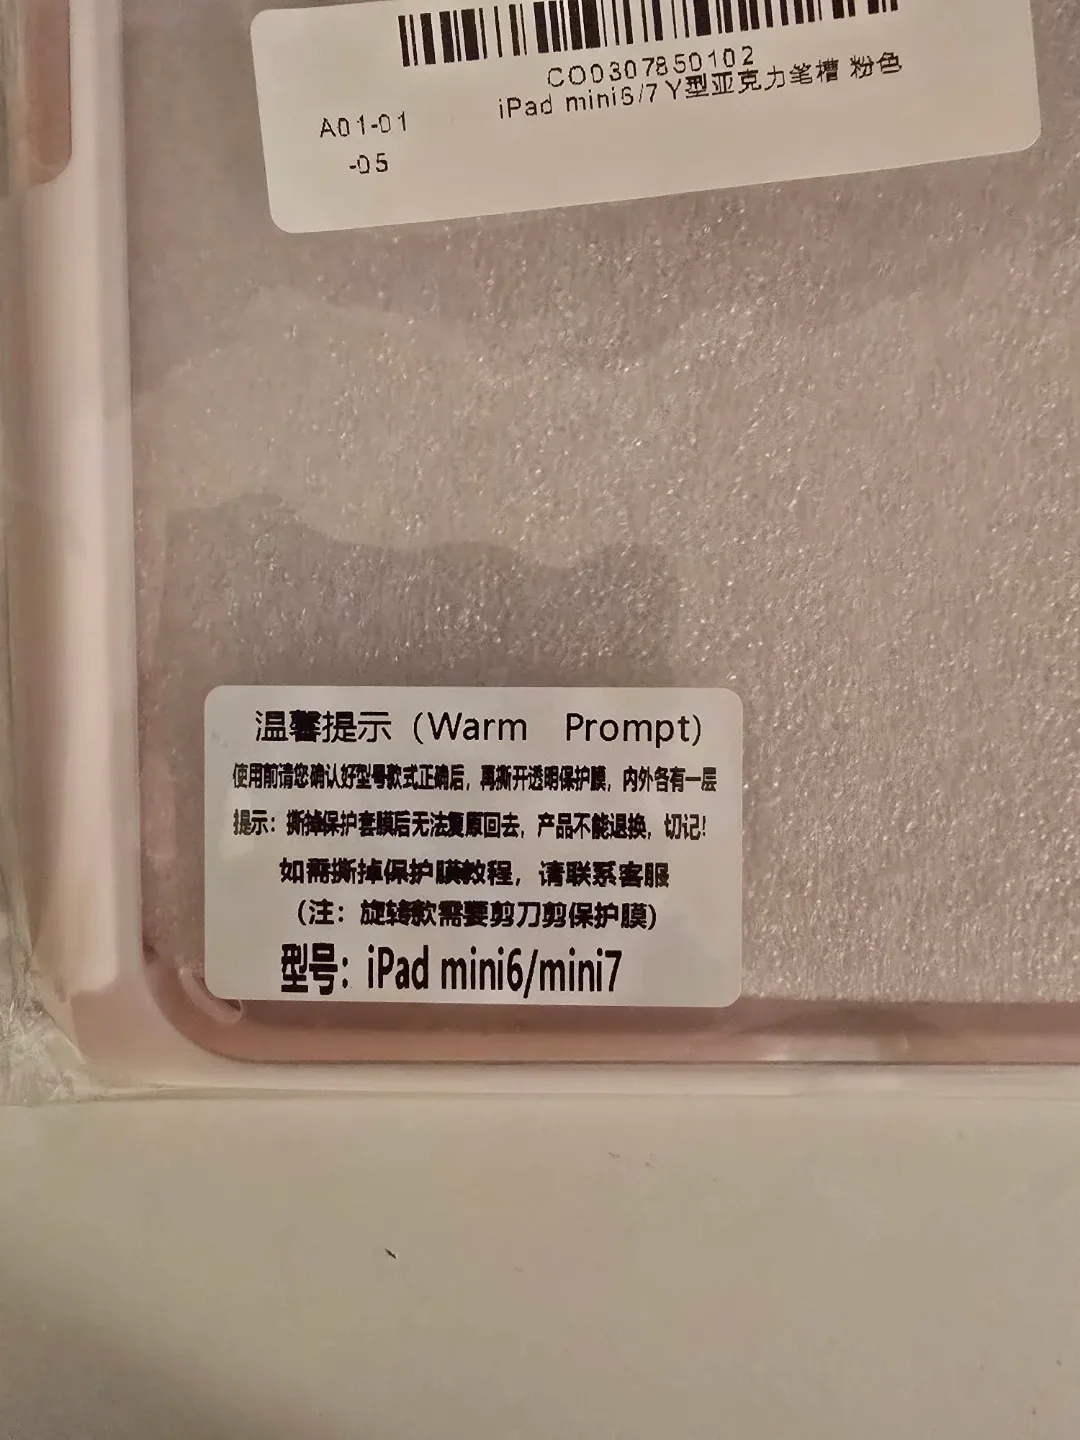 CO0307850102
iPad mini6/7 Y型亚克力笔槽 粉色
A01-01
-05
温馨提示（Warm Prompt）
使用前请您确认好型号款式正确后，再撕开透明保护膜，内外各有一层
提示：撕掉保护套膜后无法复原回去，产品不能退换，切记！
如需撕掉保护膜教程，请联系客服
（注：旋转款需要剪刀剪保护膜）
型号：iPad mini6/mini7